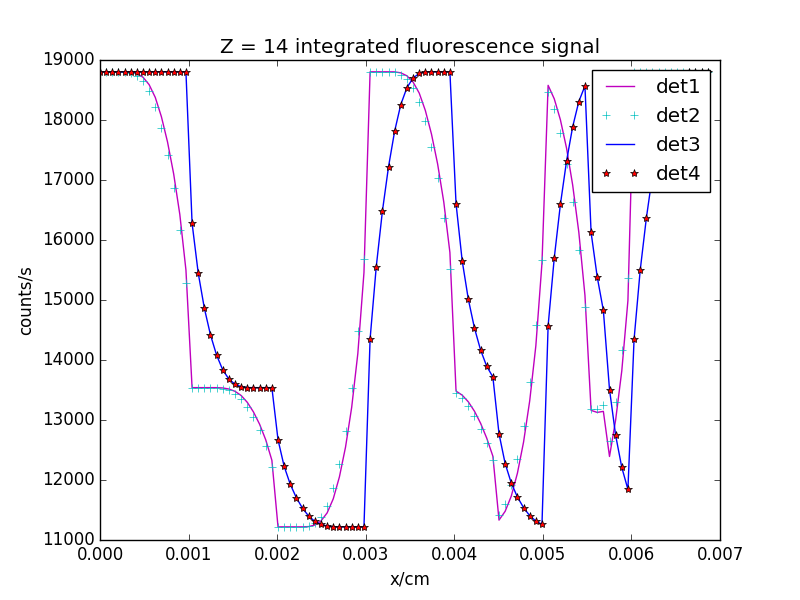 Z = 14 integrated fluorescence signal
19000
18000
17000
16000
15000
14000
13000
12000
11000
counts/s
det1
det2
det3
det4
0.000 0.001 0.002 0.003 0.004 0.005 0.006 0.007
x/cm